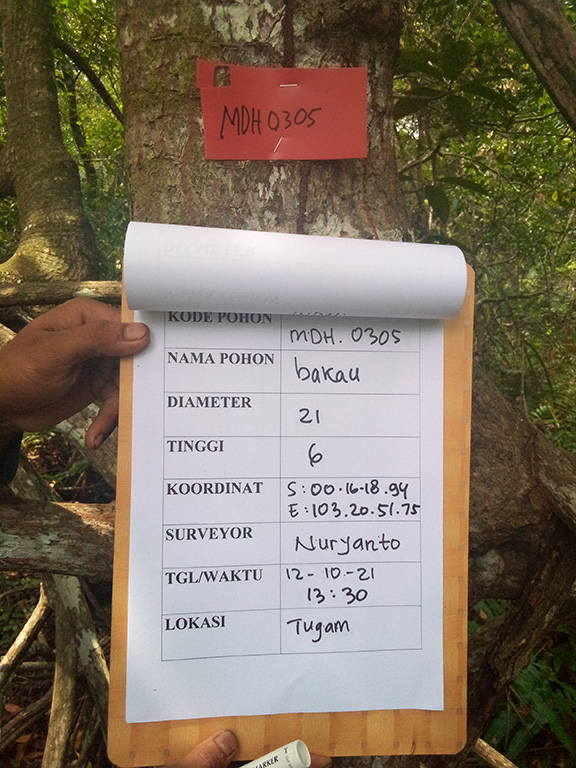 MDH 0305
KODE POHON
MDH. 0305
NAMA POHON
bakau
DIAMETER
21
TINGGI
6
KOORDINAT
S : 00.16-18.94
E : 103.20.51.75
SURVEYOR
Nuryanto
TGL/WAKTU
12-10-21
13:30
LOKASI
Tugam
MARKER